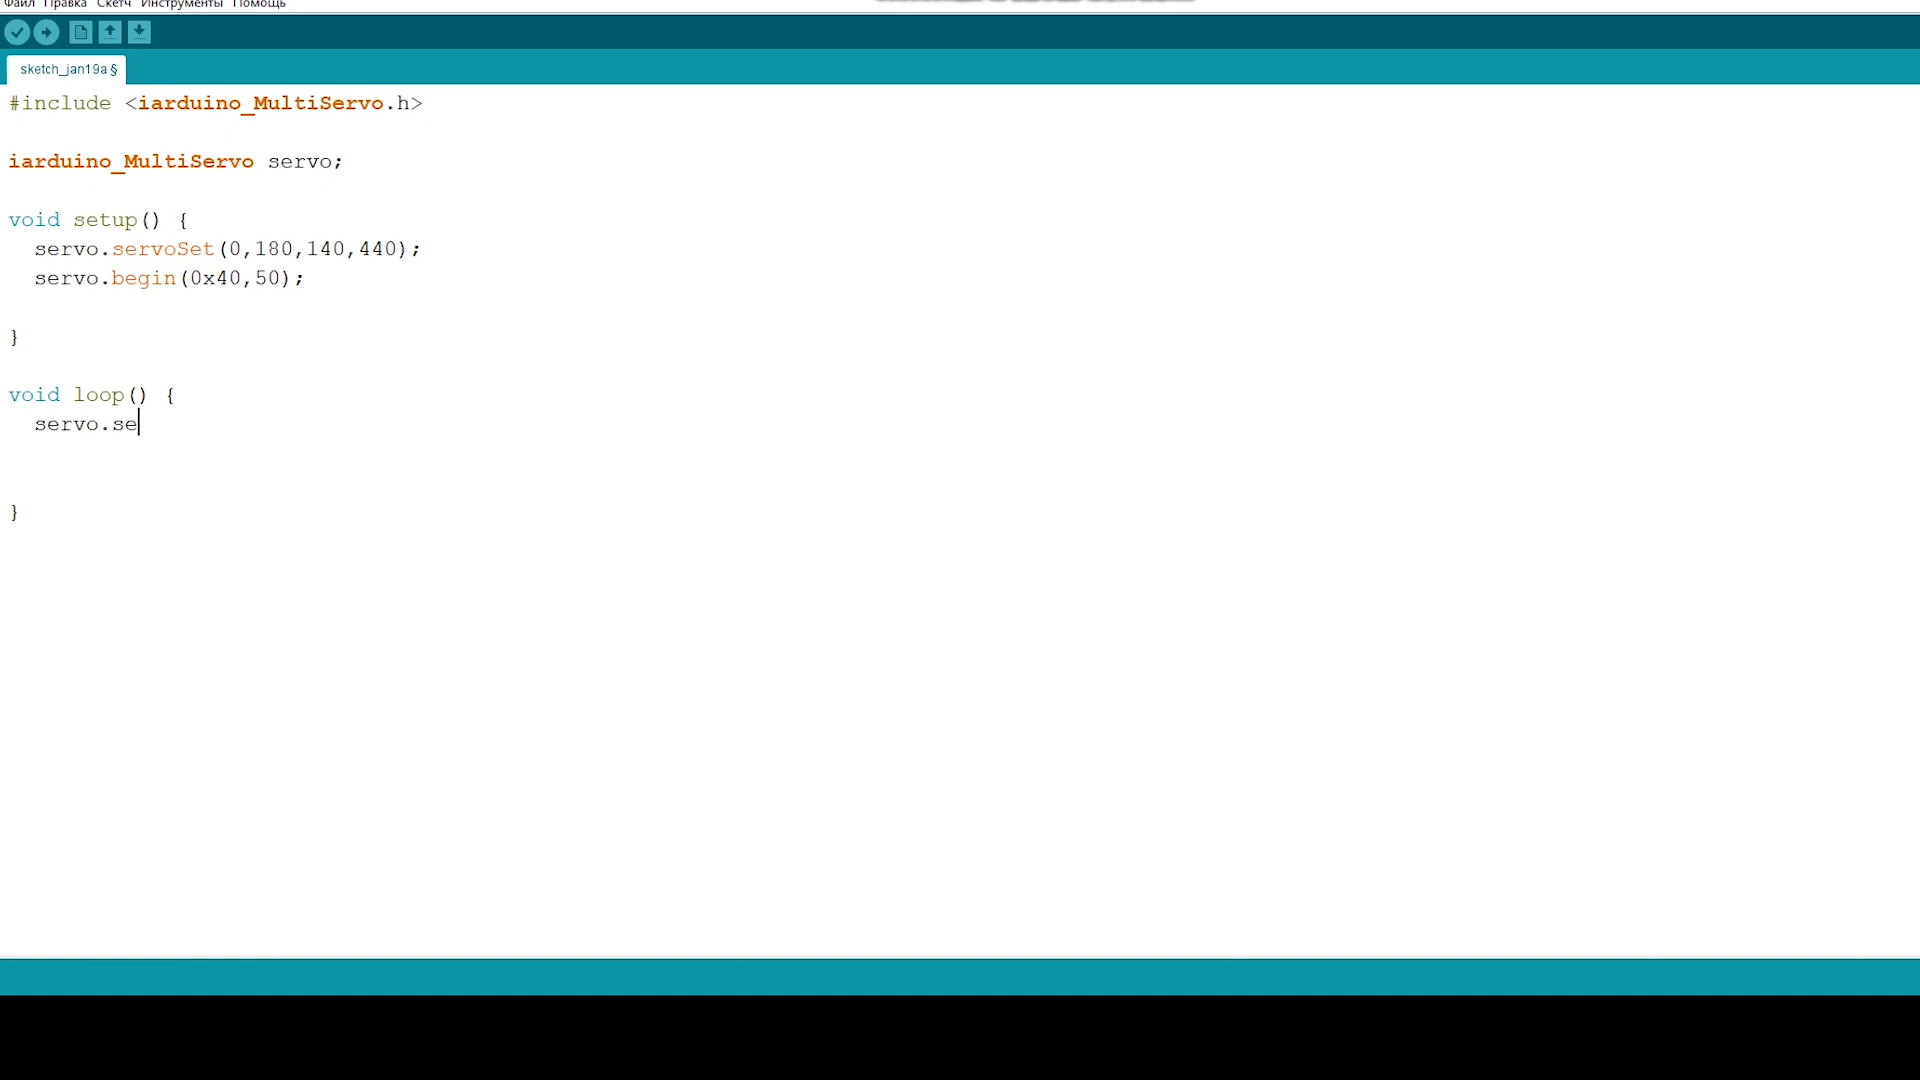 Файл Правка Скетч Инструменты Помощь
sketch_jan19a §
#include <iarduino_MultiServo.h>
iarduino_MultiServo servo;
void setup() {
servo.servoSet(0,180,140,440);
servo.begin(0x40,50);
}
void loop() {
servo.se
}